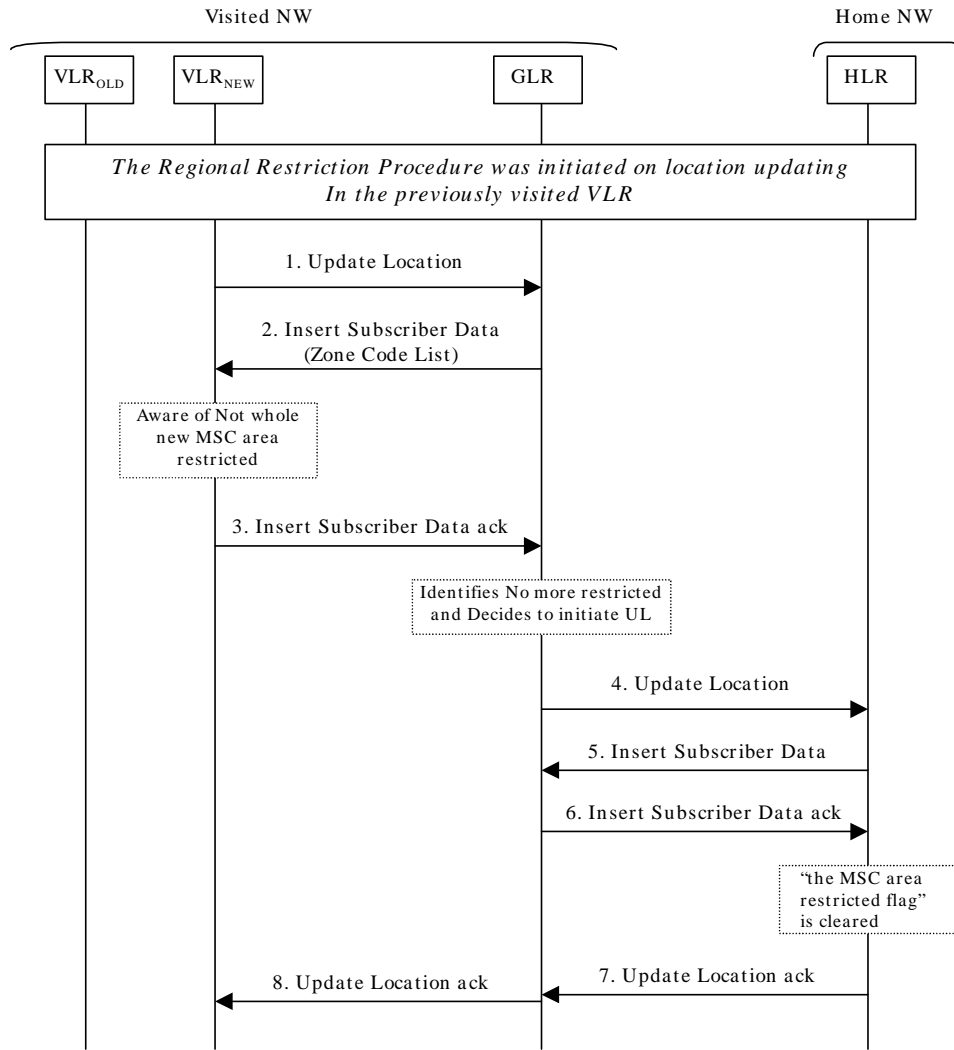 Visited NW
Home NW
VLR_OLD
VLR_NEW
GLR
HLR
The Regional Restriction Procedure was initiated on location updating
In the previously visited VLR
1. Update Location
2. Insert Subscriber Data
(Zone Code List)
Aware of Not whole
new MSC area
restricted
3. Insert Subscriber Data ack
Identifies No more restricted
and Decides to initiate UL
4. Update Location
5. Insert Subscriber Data
6. Insert Subscriber Data ack
“the MSC area
restricted flag”
is cleared
7. Update Location ack
8. Update Location ack